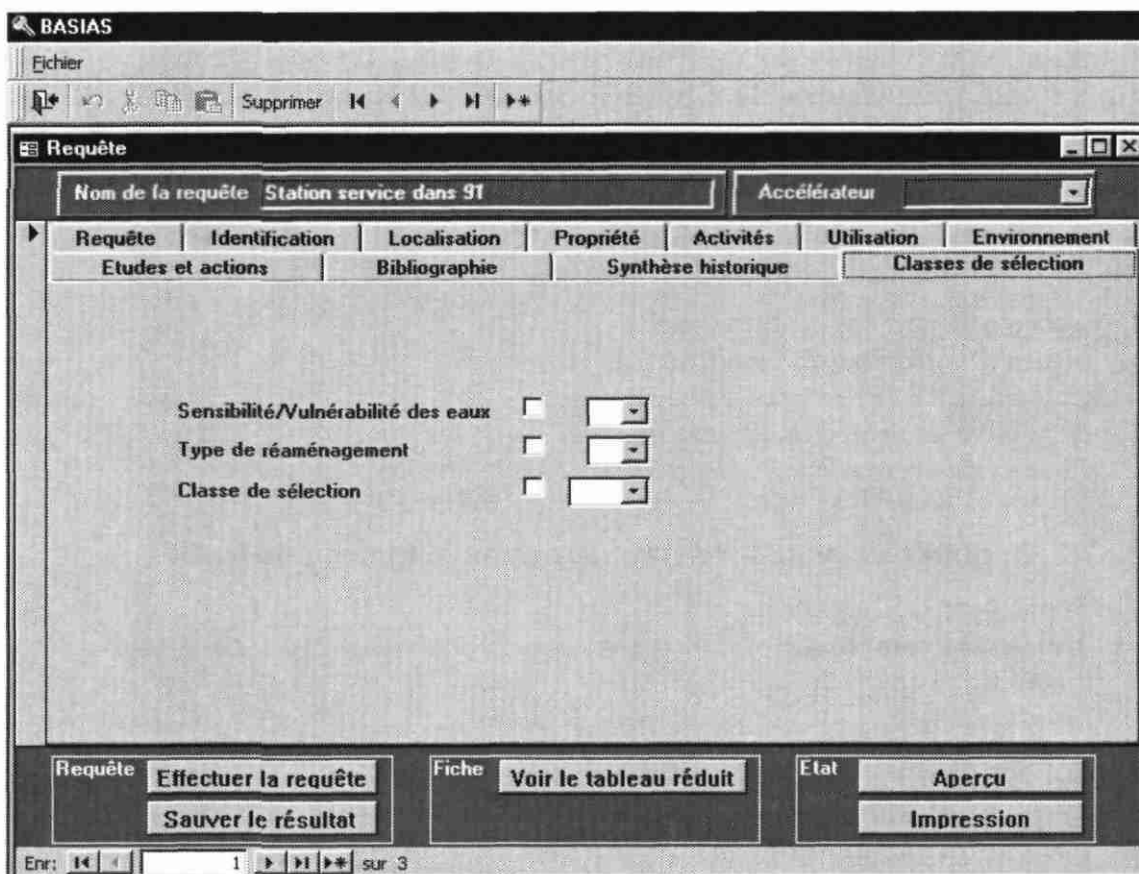 BASIAS
Fichier
Supprimer
Requête
Nom de la requête Station service dans 91 Accélérateur
Requête Identification Localisation Propriété Activités Utilisation Environnement
Etudes et actions Bibliographie Synthèse historique Classes de sélection
Sensibilité/Vulnérabilité des eaux
Type de réaménagement
Classe de sélection
Requête Effectuer la requête Fiche Voir le tableau réduit Etat Aperçu
Sauver le résultat Impression
Enr: 1 sur 3